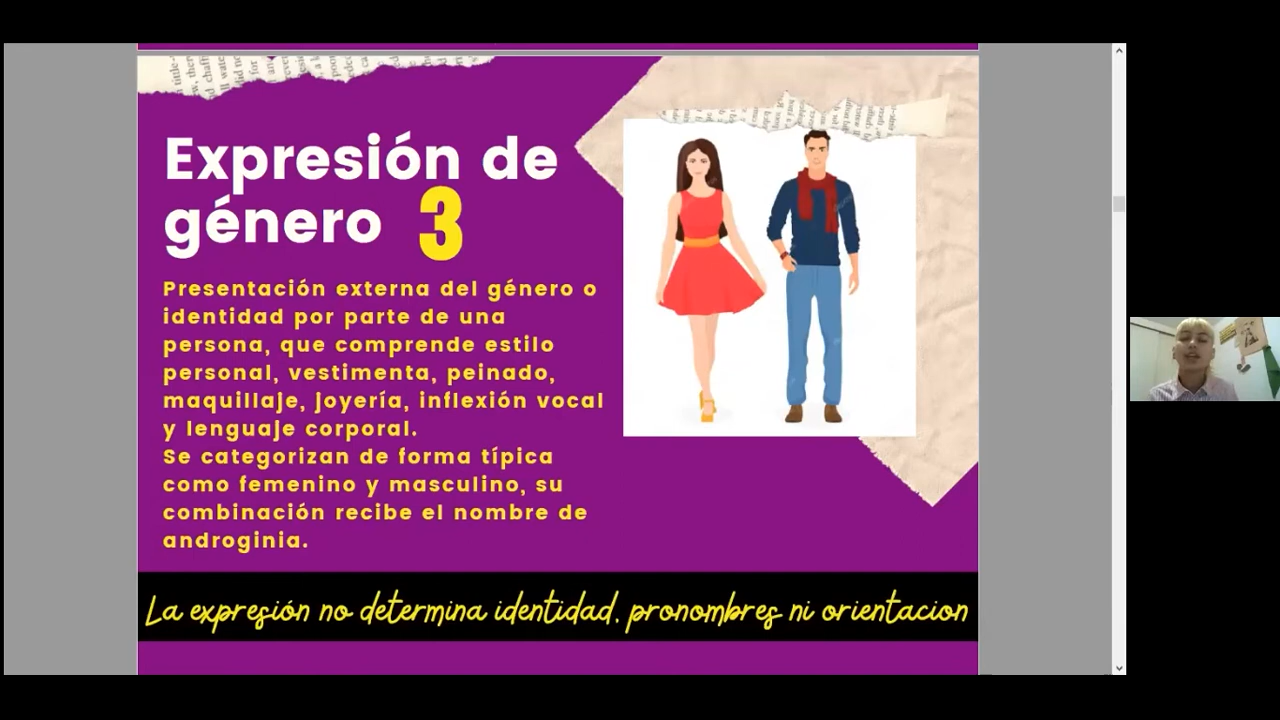 Expresión de
género 3
Presentación externa del género o
identidad por parte de una
persona, que comprende estilo
personal, vestimenta, peinado,
maquillaje, joyería, inflexión vocal
y lenguaje corporal.
Se categorizan de forma típica
como femenino y masculino, su
combinación recibe el nombre de
androginia.
La expresión no determina identidad, pronombres ni orientacion